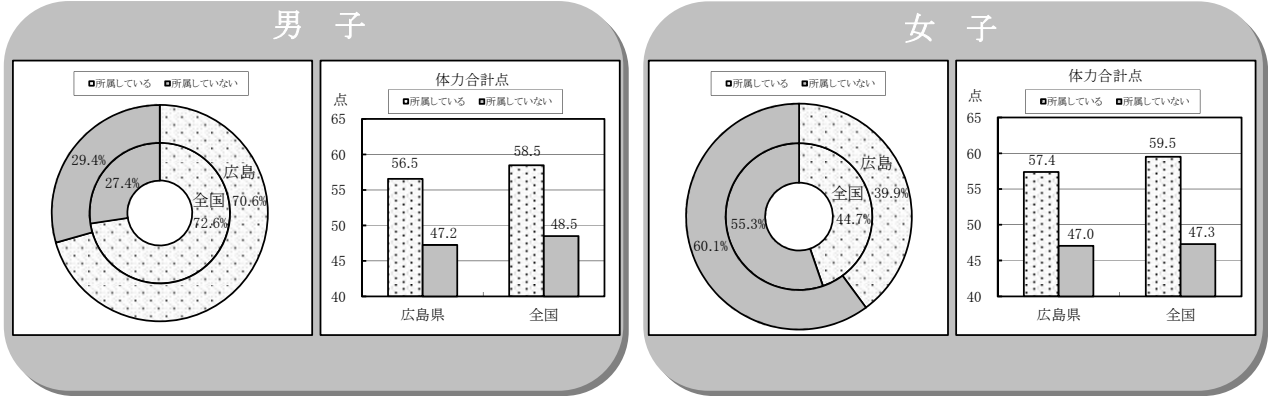 男 子
□所属している □所属していない
29.4%
27.4%
広島
70.6%
全国
72.6%
体力合計点
点
□所属している □所属していない
65
60
55
50
45
40
56.5
47.2
58.5
48.5
広島県 全国
女 子
□所属している □所属していない
広島
39.9%
全国
44.7%
55.3%
60.1%
体力合計点
点
□所属している □所属していない
65
60
55
50
45
40
57.4
47.0
59.5
47.3
広島県 全国